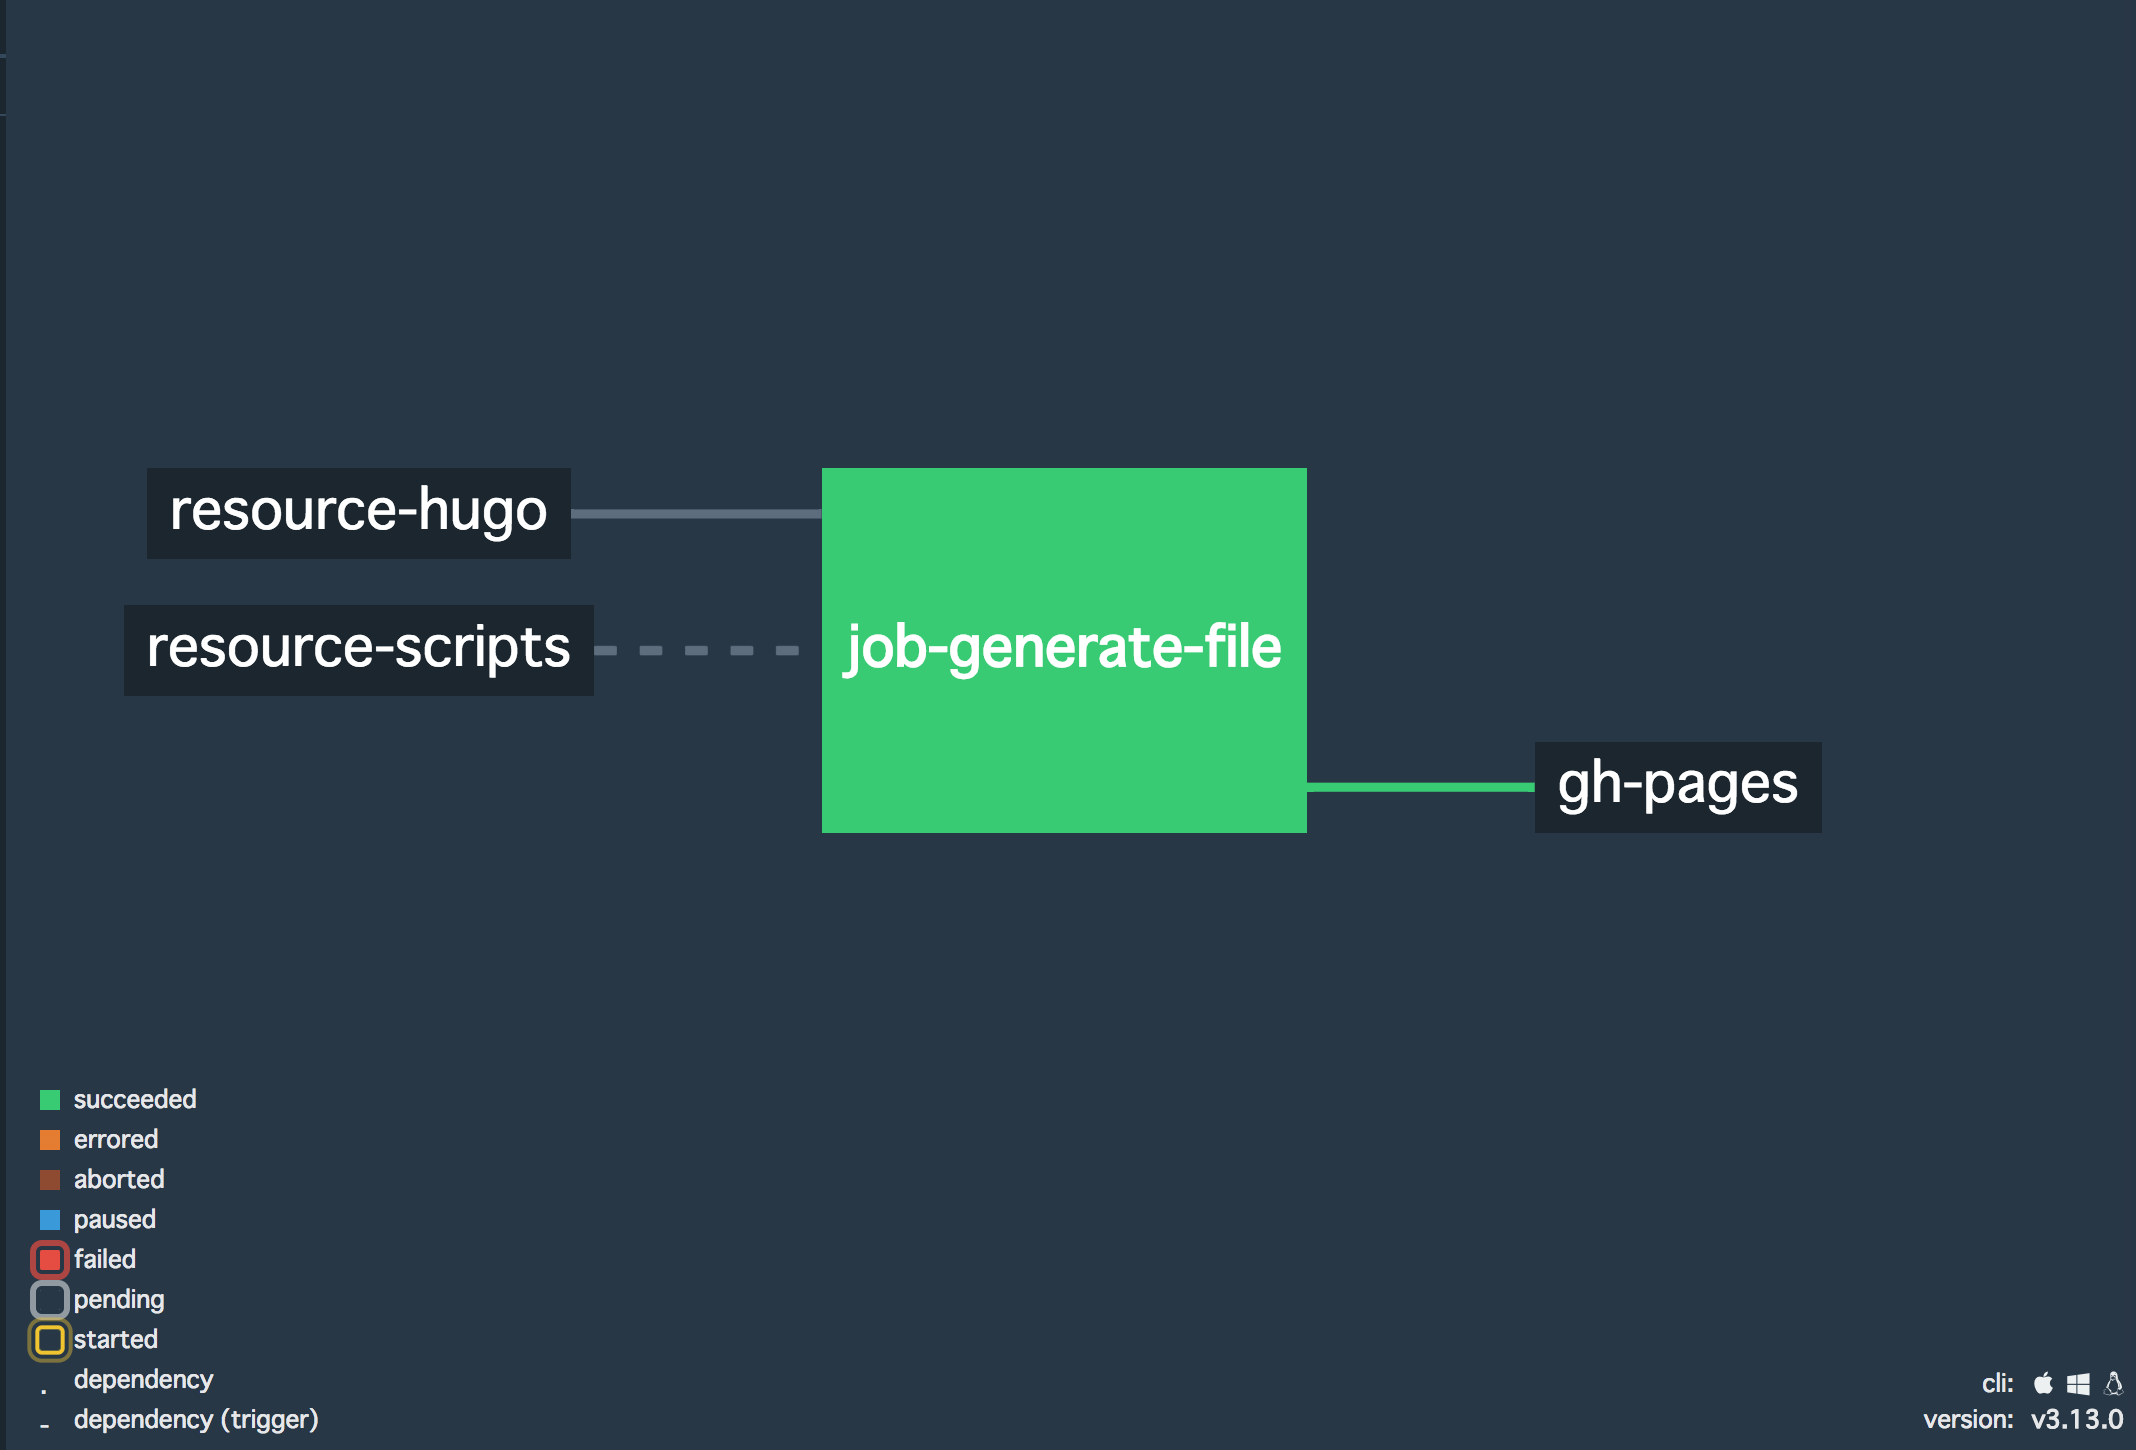 resource-hugo
resource-scripts
job-generate-file
gh-pages
succeeded
errored
aborted
paused
failed
pending
started
. dependency
- dependency (trigger)
cli:
version: v3.13.0